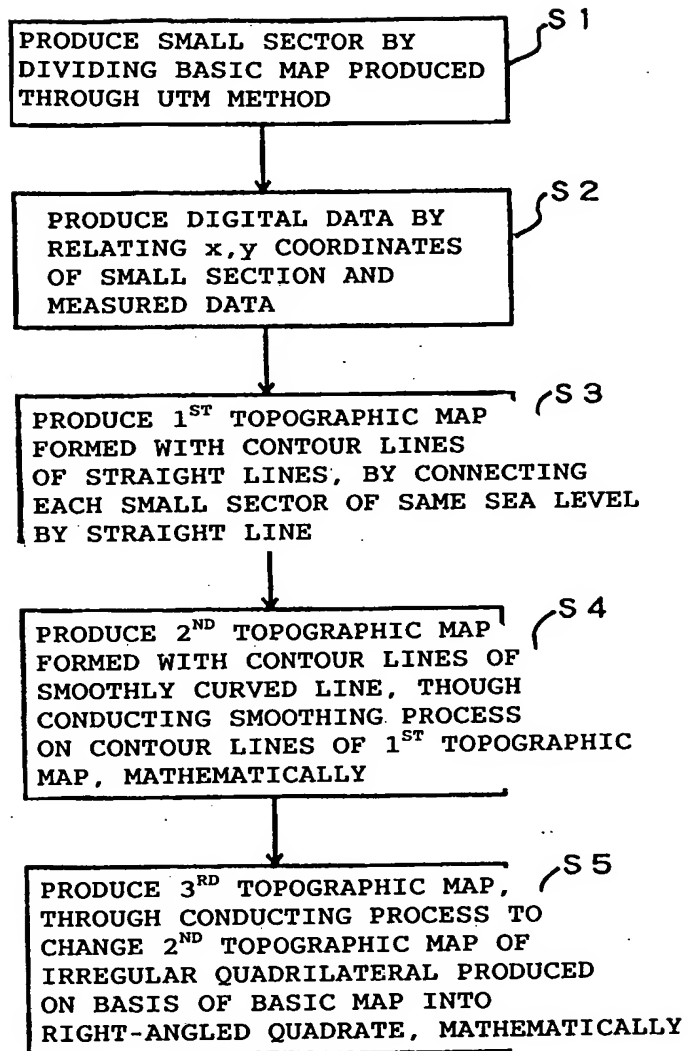 S1
PRODUCE SMALL SECTOR BY
DIVIDING BASIC MAP PRODUCED
THROUGH UTM METHOD
S2
PRODUCE DIGITAL DATA BY
RELATING x,y COORDINATES
OF SMALL SECTION AND
MEASURED DATA
S3
PRODUCE 1ST TOPOGRAPHIC MAP
FORMED WITH CONTOUR LINES
OF STRAIGHT LINES, BY CONNECTING
EACH SMALL SECTOR OF SAME SEA LEVEL
BY STRAIGHT LINE
S4
PRODUCE 2ND TOPOGRAPHIC MAP
FORMED WITH CONTOUR LINES OF
SMOOTHLY CURVED LINE, THOUGH
CONDUCTING SMOOTHING PROCESS
ON CONTOUR LINES OF 1ST TOPOGRAPHIC
MAP, MATHEMATICALLY
S5
PRODUCE 3RD TOPOGRAPHIC MAP,
THROUGH CONDUCTING PROCESS TO
CHANGE 2ND TOPOGRAPHIC MAP OF
IRREGULAR QUADRILATERAL PRODUCED
ON BASIS OF BASIC MAP INTO
RIGHT-ANGLED QUADRATE, MATHEMATICALLY